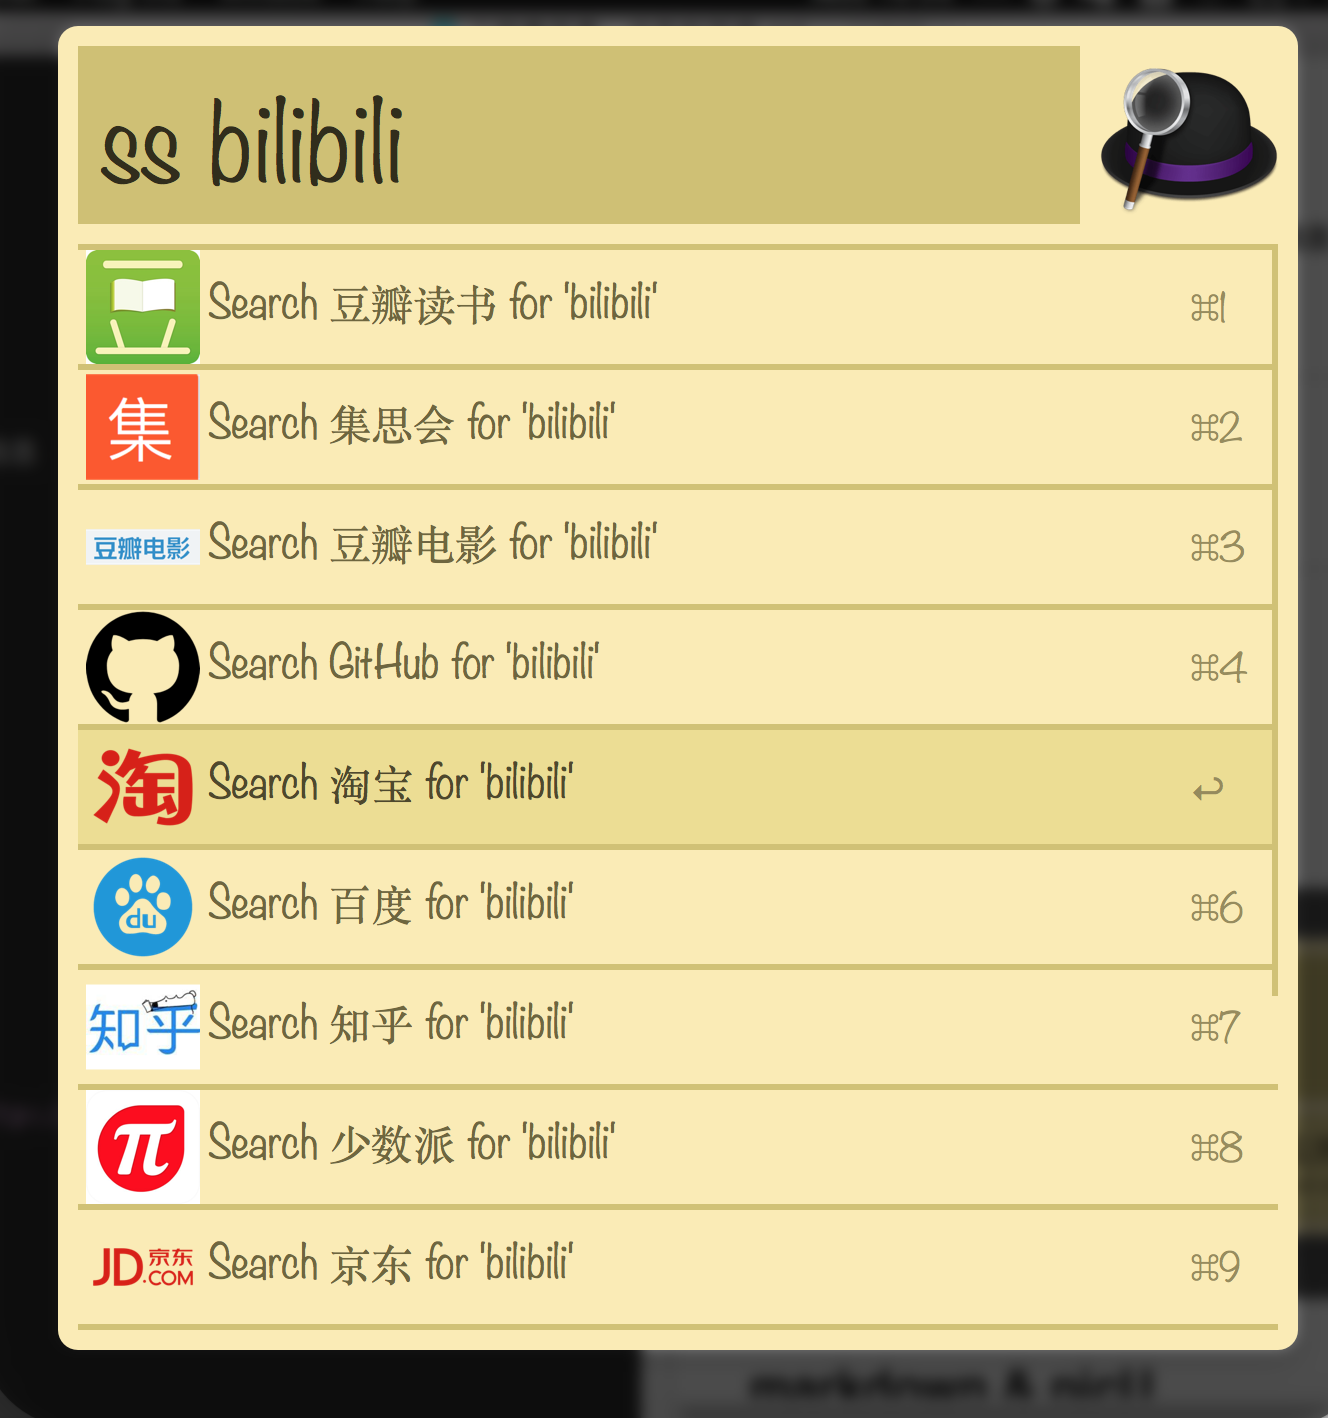 ss bilibili
Search 豆瓣读书 for 'bilibili' ⌘1
集 Search 集思会 for 'bilibili' ⌘2
豆瓣电影 Search 豆瓣电影 for 'bilibili' ⌘3
Search GitHub for 'bilibili' ⌘4
淘 Search 淘宝 for 'bilibili' ↩
du Search 百度 for 'bilibili' ⌘6
知乎 Search 知乎 for 'bilibili' ⌘7
π Search 少数派 for 'bilibili' ⌘8
JD京东.COM Search 京东 for 'bilibili' ⌘9